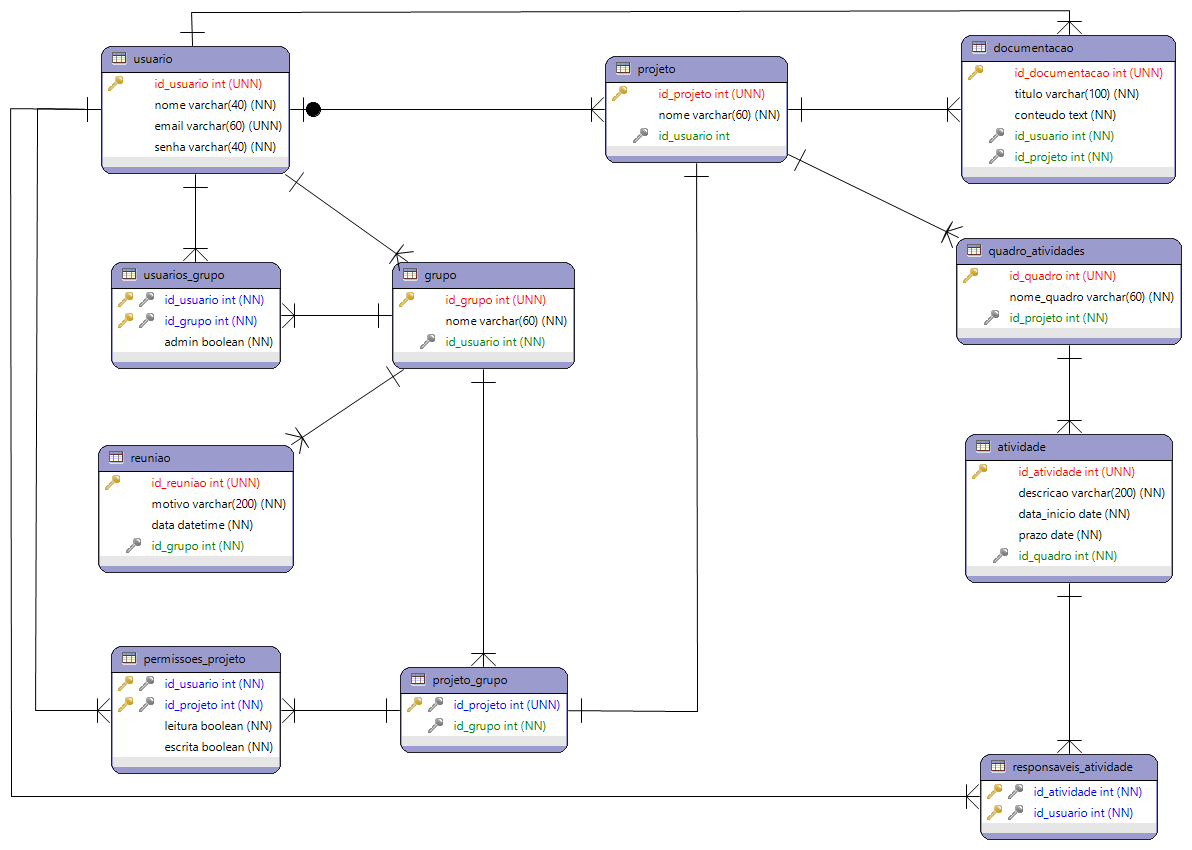 usuario
id_usuario int (UNN)
nome varchar(40) (NN)
email varchar(60) (UNN)
senha varchar(40) (NN)
projeto
id_projeto int (UNN)
nome varchar(60) (NN)
id_usuario int
documentacao
id_documentacao int (UNN)
titulo varchar(100) (NN)
conteudo text (NN)
id_usuario int (NN)
id_projeto int (NN)
usuarios_grupo
id_usuario int (NN)
id_grupo int (NN)
admin boolean (NN)
grupo
id_grupo int (UNN)
nome varchar(60) (NN)
id_usuario int (NN)
quadro_atividades
id_quadro int (UNN)
nome_quadro varchar(60) (NN)
id_projeto int (NN)
reuniao
id_reuniao int (UNN)
motivo varchar(200) (NN)
data datetime (NN)
id_grupo int (NN)
atividade
id_atividade int (UNN)
descricao varchar(200) (NN)
data_inicio date (NN)
prazo date (NN)
id_quadro int (NN)
permissoes_projeto
id_usuario int (NN)
id_projeto int (NN)
leitura boolean (NN)
escrita boolean (NN)
projeto_grupo
id_projeto int (UNN)
id_grupo int (NN)
responsaveis_atividade
id_atividade int (NN)
id_usuario int (NN)